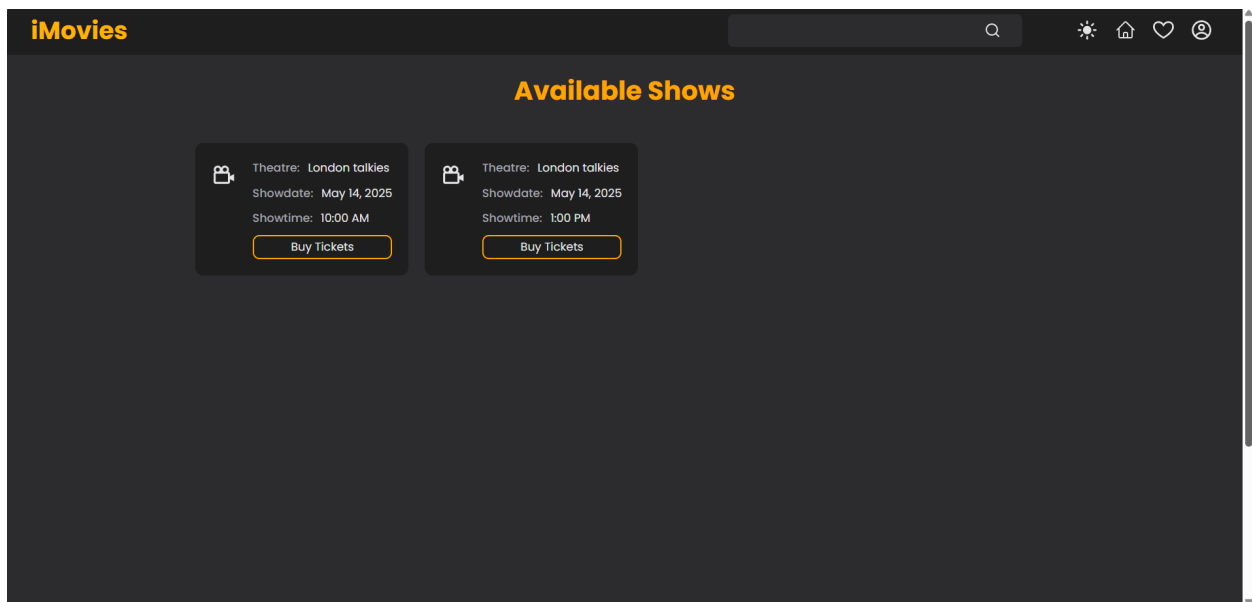 iMovies
Available Shows
Theatre: London talkies
Showdate: May 14, 2025
Showtime: 10:00 AM
Buy Tickets
Theatre: London talkies
Showdate: May 14, 2025
Showtime: 1:00 PM
Buy Tickets